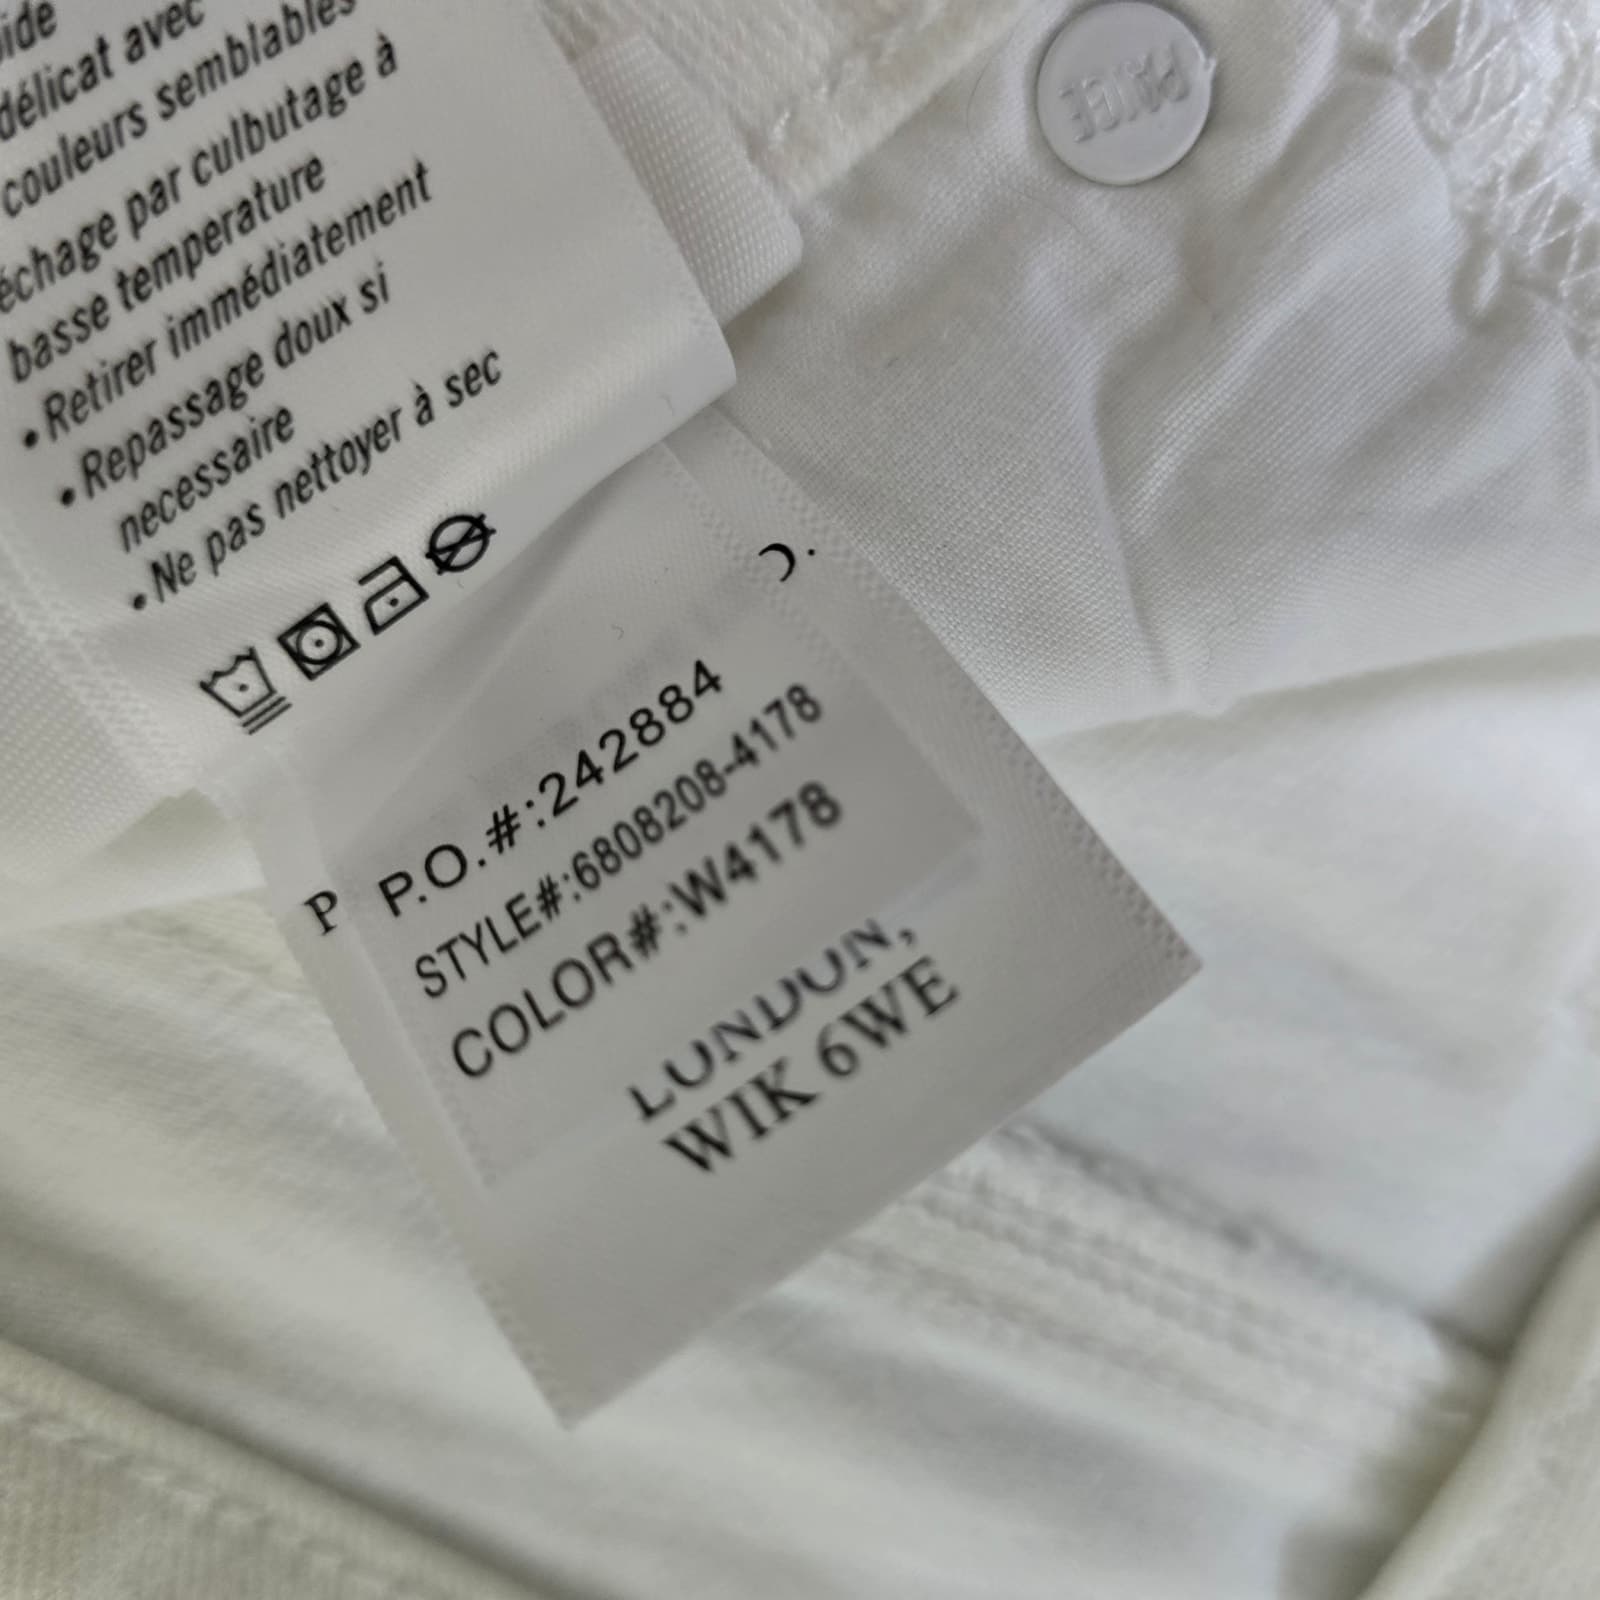 délicat avec
couleurs semblables
échage par culbutage à
basse temperature
• Retirer immédiatement
• Repassage doux si
necessaire
• Ne pas nettoyer à sec
P.O.#:242884
STYLE#:6808208-4178
COLOR#:W4178
P
LONDON,
WIK 6WE
PAIGE